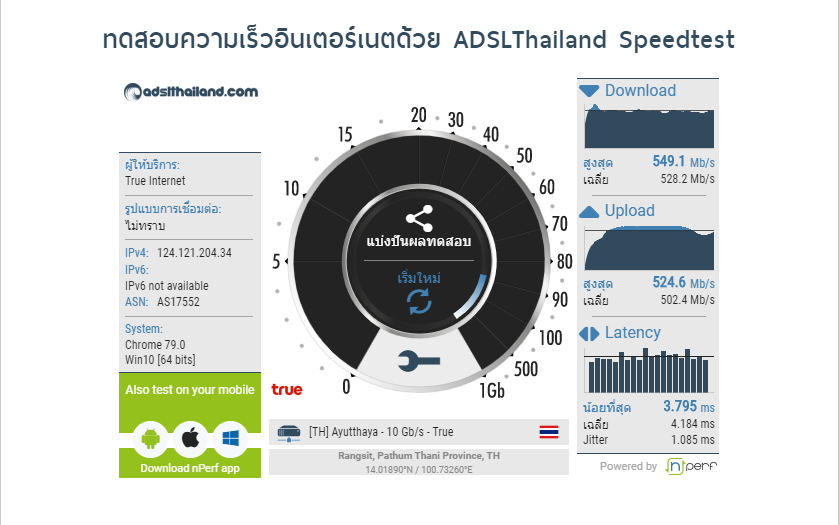 ทดสอบความเร็วอินเตอร์เนตด้วย ADSLThailand Speedtest
adslthailand.com
ผู้ให้บริการ:
True Internet
รูปแบบการเชื่อมต่อ:
ไม่ทราบ
IPv4: 124.121.204.34
IPv6:
IPv6 not available
ASN: AS17552
System:
Chrome 79.0
Win10 [64 bits]
Also test on your mobile
Download nPerf app
0
5
10
15
20
30
40
50
60
70
80
90
100
500
1Gb
แบ่งปันผลทดสอบ
เริ่มใหม่
true
[TH] Ayutthaya - 10 Gb/s - True
Rangsit, Pathum Thani Province, TH
14.01890°N / 100.73260°E
Download
สูงสุด 549.1 Mb/s
เฉลี่ย 528.2 Mb/s
Upload
สูงสุด 524.6 Mb/s
เฉลี่ย 502.4 Mb/s
Latency
น้อยที่สุด 3.795 ms
เฉลี่ย 4.184 ms
Jitter 1.085 ms
Powered by nPerf